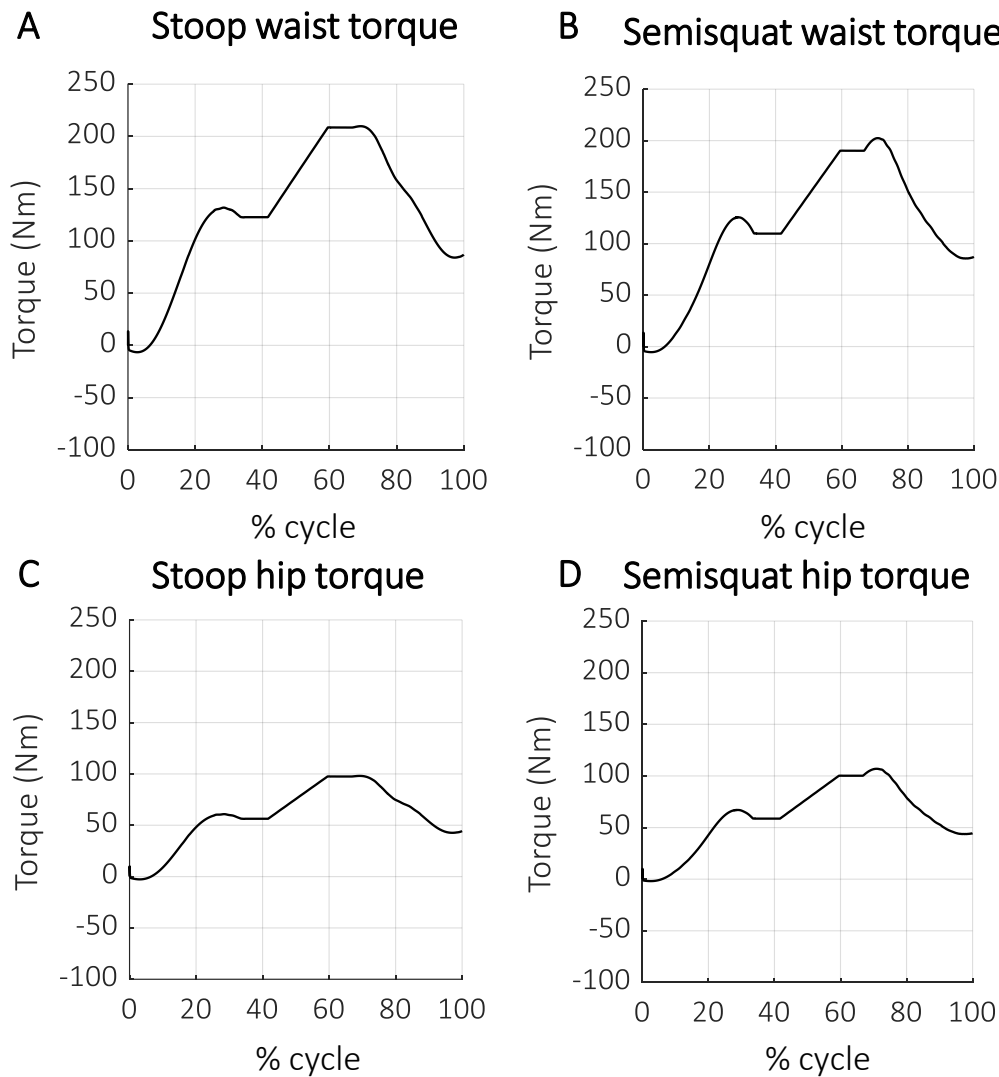 A Stoop waist torque
250
200
150
100
50
0
-50
-100
Torque (Nm)
0 20 40 60 80 100
% cycle
B Semisquat waist torque
250
200
150
100
50
0
-50
-100
Torque (Nm)
0 20 40 60 80 100
% cycle
C Stoop hip torque
250
200
150
100
50
0
-50
-100
Torque (Nm)
0 20 40 60 80 100
% cycle
D Semisquat hip torque
250
200
150
100
50
0
-50
-100
Torque (Nm)
0 20 40 60 80 100
% cycle